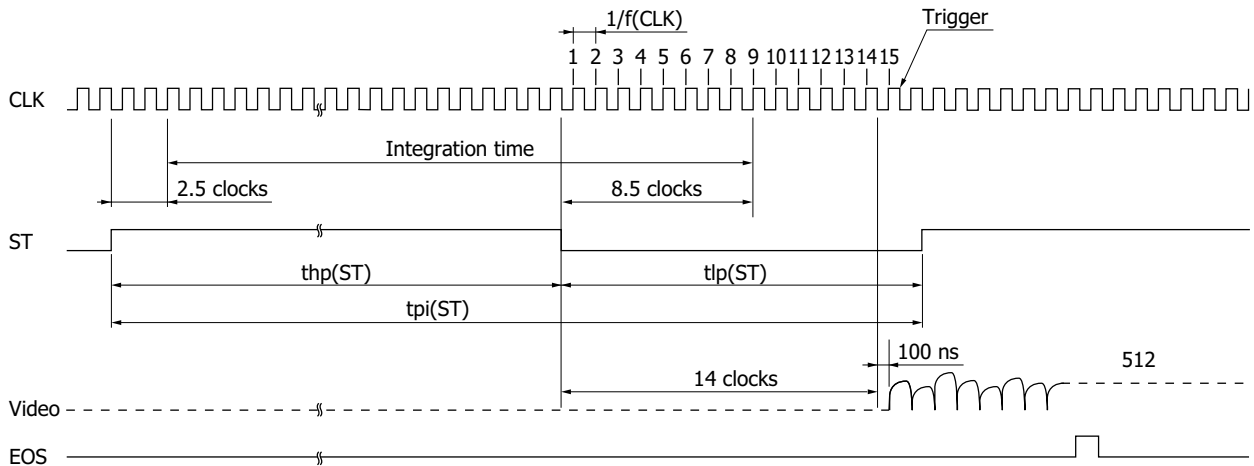 1/f(CLK)
Trigger
1 2 3 4 5 6 7 8 9 10 11 12 13 14 15
CLK
Integration time
2.5 clocks
8.5 clocks
ST
thp(ST)
tlp(ST)
tpi(ST)
100 ns
512
14 clocks
Video
EOS